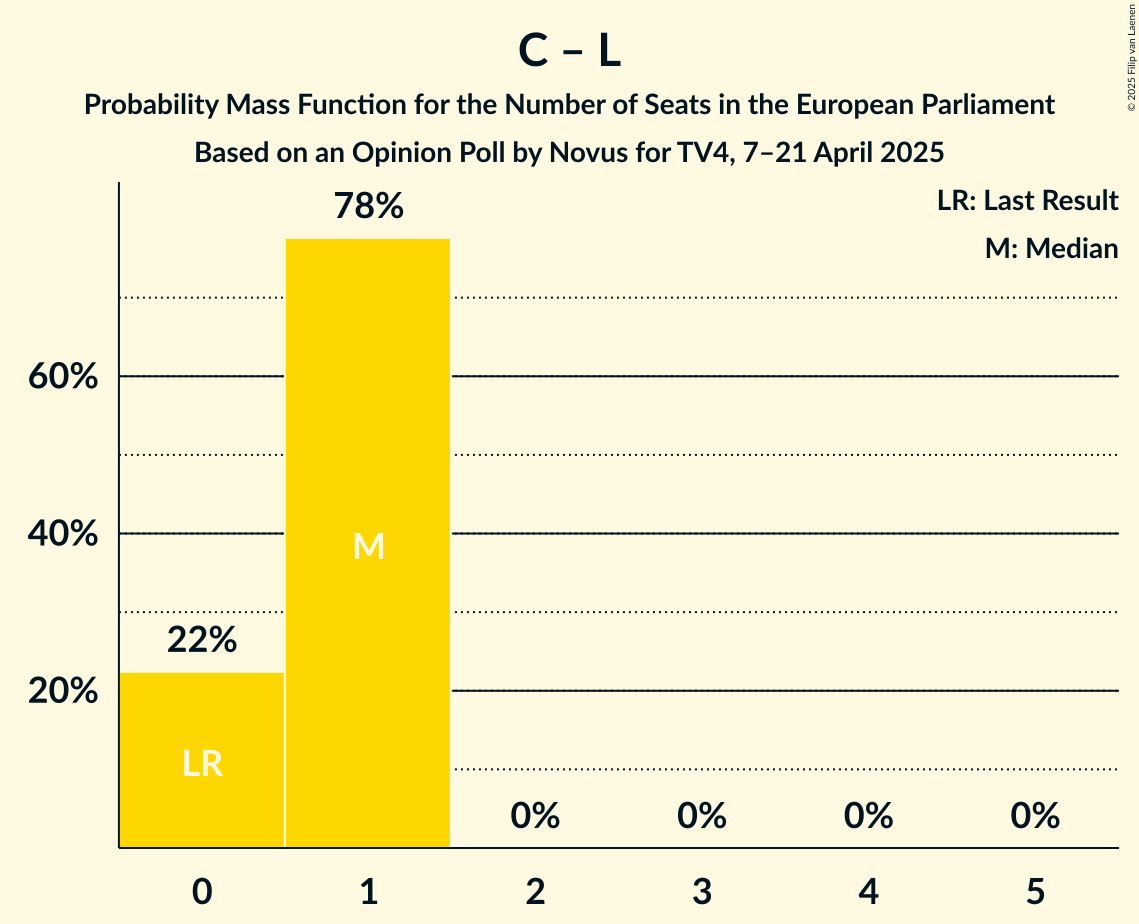 C – L
Probability Mass Function for the Number of Seats in the European Parliament
Based on an Opinion Poll by Novus for TV4, 7–21 April 2025
© 2025 Filip van Laenen
LR: Last Result
M: Median
78%
60%
M
40%
22%
20%
LR
0% 0% 0% 0%
0 1 2 3 4 5